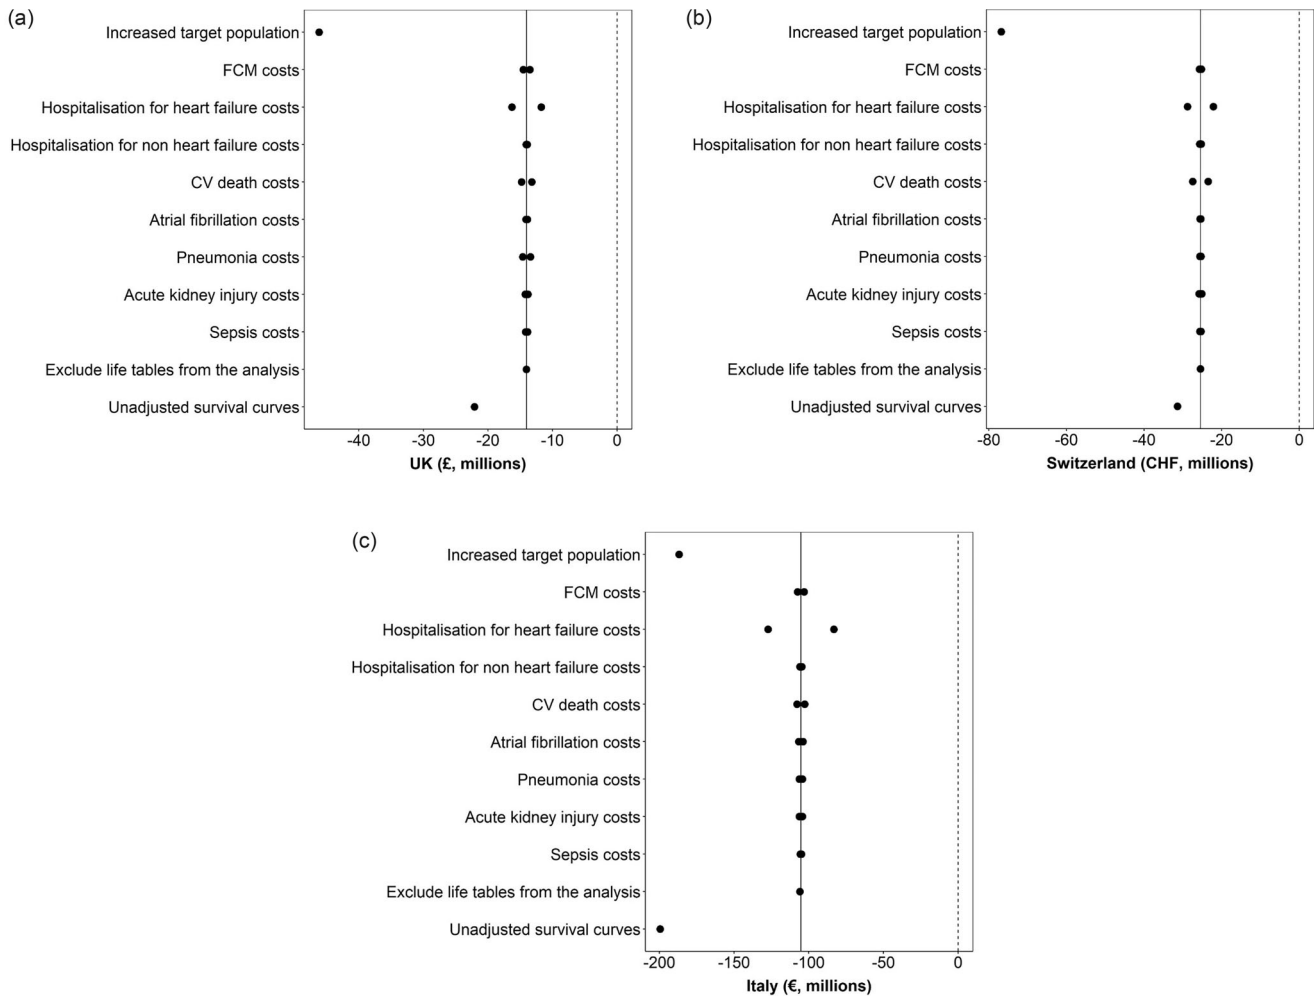 (a)
Increased target population
FCM costs
Hospitalisation for heart failure costs
Hospitalisation for non heart failure costs
CV death costs
Atrial fibrillation costs
Pneumonia costs
Acute kidney injury costs
Sepsis costs
Exclude life tables from the analysis
Unadjusted survival curves
-40 -30 -20 -10 0
UK (£, millions)
(b)
Increased target population
FCM costs
Hospitalisation for heart failure costs
Hospitalisation for non heart failure costs
CV death costs
Atrial fibrillation costs
Pneumonia costs
Acute kidney injury costs
Sepsis costs
Exclude life tables from the analysis
Unadjusted survival curves
-80 -60 -40 -20 0
Switzerland (CHF, millions)
(c)
Increased target population
FCM costs
Hospitalisation for heart failure costs
Hospitalisation for non heart failure costs
CV death costs
Atrial fibrillation costs
Pneumonia costs
Acute kidney injury costs
Sepsis costs
Exclude life tables from the analysis
Unadjusted survival curves
-200 -150 -100 -50 0
Italy (€, millions)